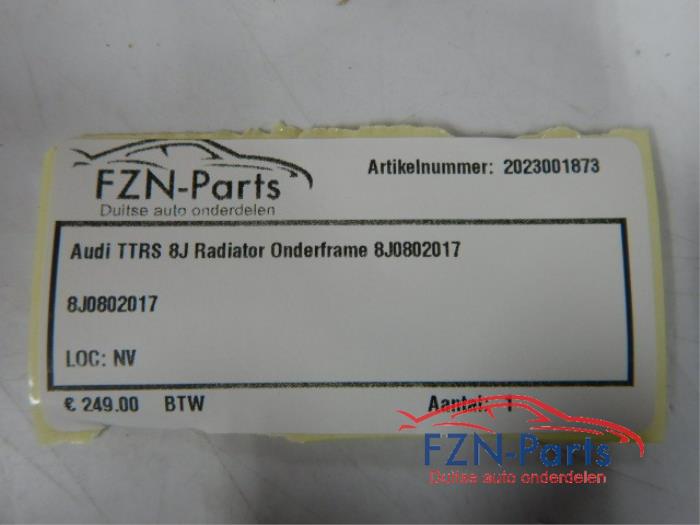 FZN-Parts
Duitse auto onderdelen
Artikelnummer: 2023001873
Audi TTRS 8J Radiator Onderframe 8J0802017
8J0802017
LOC: NV
€ 249.00 BTW
Aantal: 1
FZN-Parts
Duitse auto onderdelen